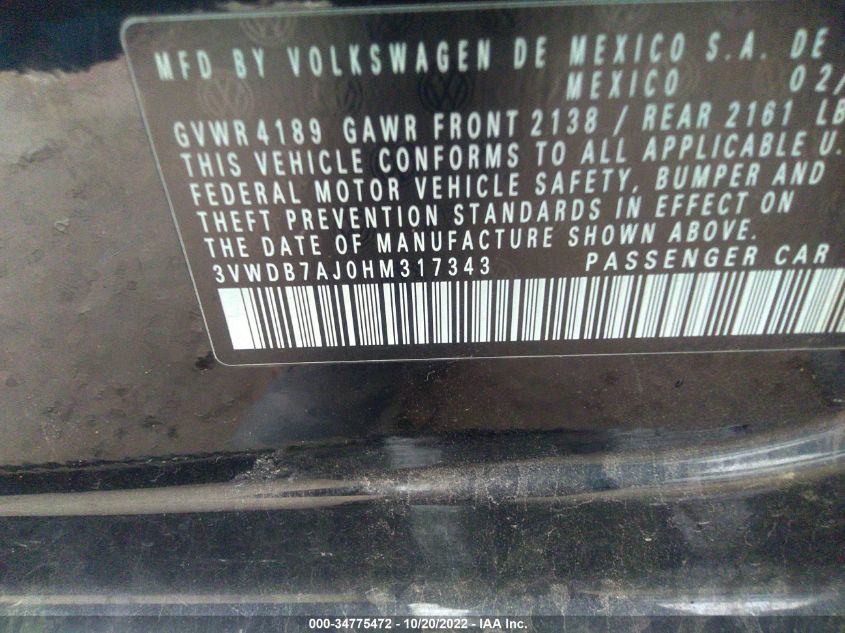 MFD BY VOLKSWAGEN DE MEXICO S.A. DE
MEXICO 02/
GVWR 4189 GAWR FRONT 2138 / REAR 2161 LB
THIS VEHICLE CONFORMS TO ALL APPLICABLE U.
FEDERAL MOTOR VEHICLE SAFETY, BUMPER AND
THEFT PREVENTION STANDARDS IN EFFECT ON
THE DATE OF MANUFACTURE SHOWN ABOVE.
3VWDB7AJ0HM317343 PASSENGER CAR
000-34775472 - 10/20/2022 - IAA Inc.